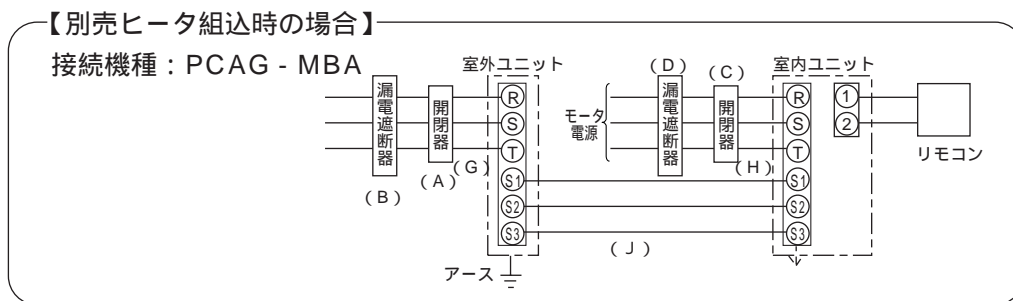 【別売ヒータ組込時の場合】
接続機種：PCAG - MBA
室外ユニット
（D）
（C）
室内ユニット
漏電遮断器
開閉器
R
S
T
S1
S2
S3
（B）
（A）
（G）
モータ電源
漏電遮断器
開閉器
（H）
R
S
T
S1
S2
S3
1
2
リモコン
（J）
アース